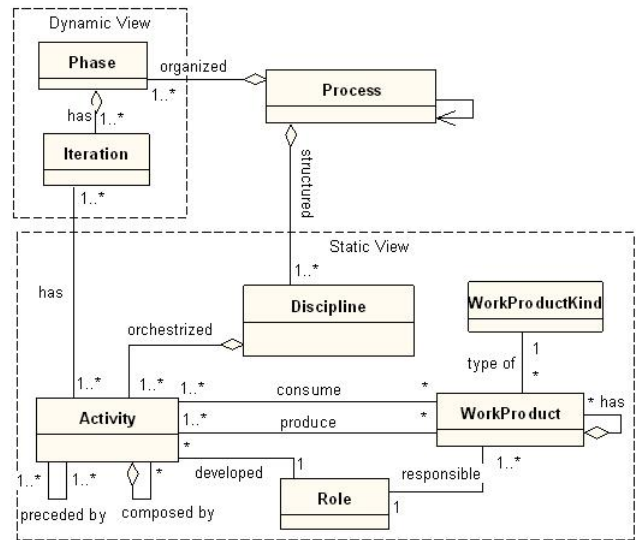 Dynamic View
Phase
organized
1..*
Process
has
1..*
Iteration
1..*
structured
Static View
1..*
has
Discipline
WorkProductKind
orchestrized
1
type of
*
1..*
1..*
1..*
consume
*
* has
Activity
1..*
produce
*
WorkProduct
*
1..*
1..*
*
developed
1
responsible
1..*
preceded by
composed by
Role
1